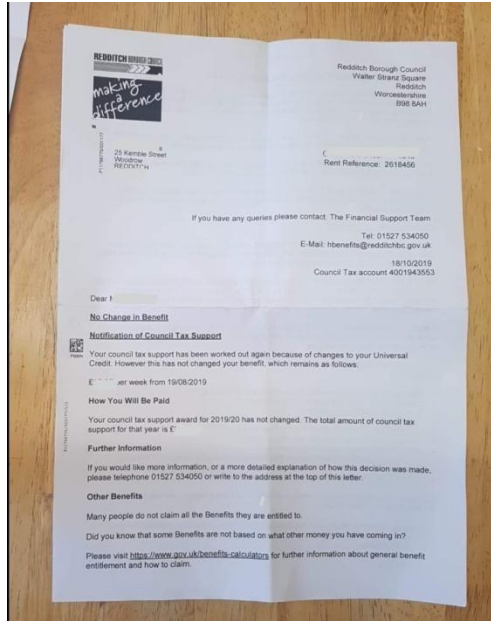 REDDITCH BOROUGH COUNCIL
making
a
difference
Redditch Borough Council
Walter Stranz Square
Redditch
Worcestershire
B98 8AH
25 Kemble Street
Woodrow
REDDITCH
Rent Reference: 2618456
If you have any queries please contact: The Financial Support Team
Tel: 01527 534050
E-Mail: hbenefits@redditchbc.gov.uk
18/10/2019
Council Tax account 4001943553
Dear
No Change in Benefit
Notification of Council Tax Support
Your council tax support has been worked out again because of changes to your Universal
Credit. However this has not changed your benefit, which remains as follows:
£ per week from 19/08/2019
How You Will Be Paid
Your council tax support award for 2019/20 has not changed. The total amount of council tax
support for that year is £
Further Information
If you would like more information, or a more detailed explanation of how this decision was made,
please telephone 01527 534050 or write to the address at the top of this letter.
Other Benefits
Many people do not claim all the Benefits they are entitled to.
Did you know that some Benefits are not based on what other money you have coming in?
Please visit https://www.gov.uk/benefits-calculators for further information about general benefit
entitlement and how to claim.